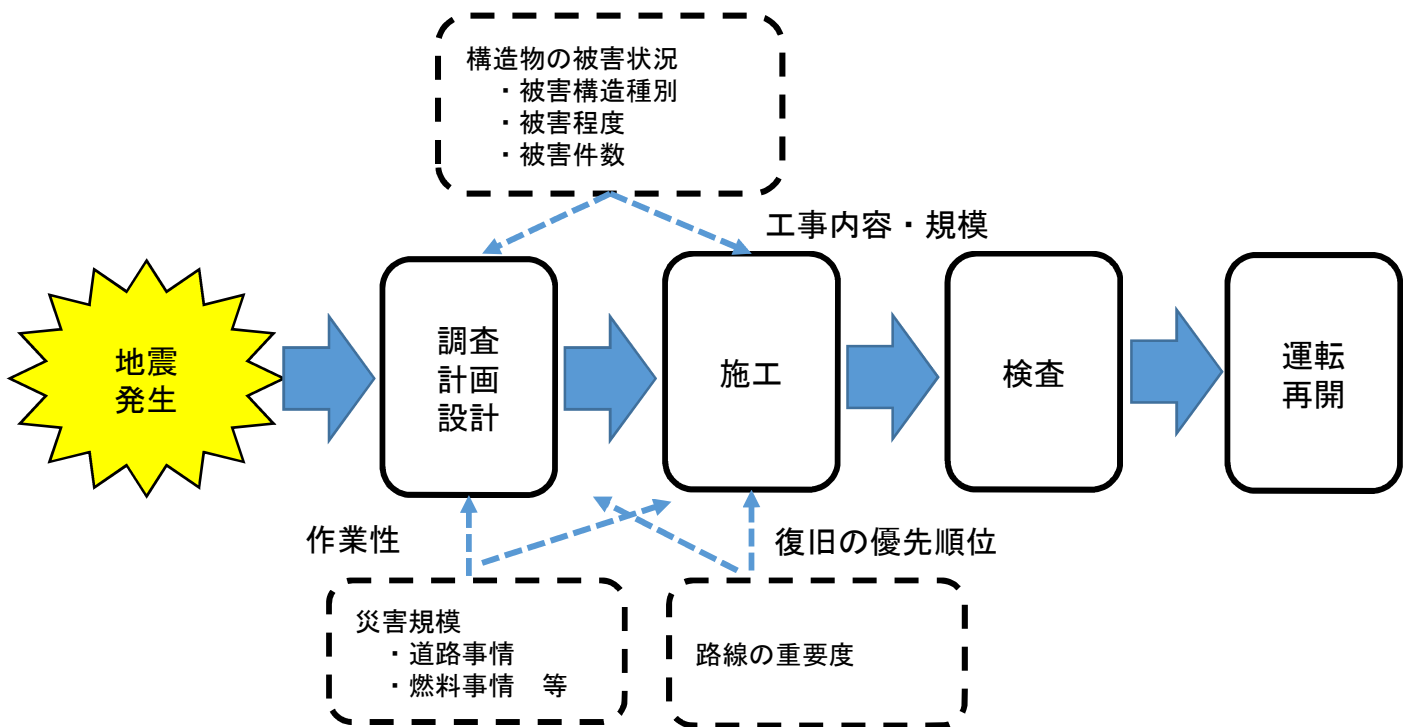 構造物の被害状況
・被害構造種別
・被害程度
・被害件数
工事内容・規模
地震
発生
調査
計画
設計
施工
検査
運転
再開
作業性
復旧の優先順位
災害規模
・道路事情
・燃料事情　等
路線の重要度